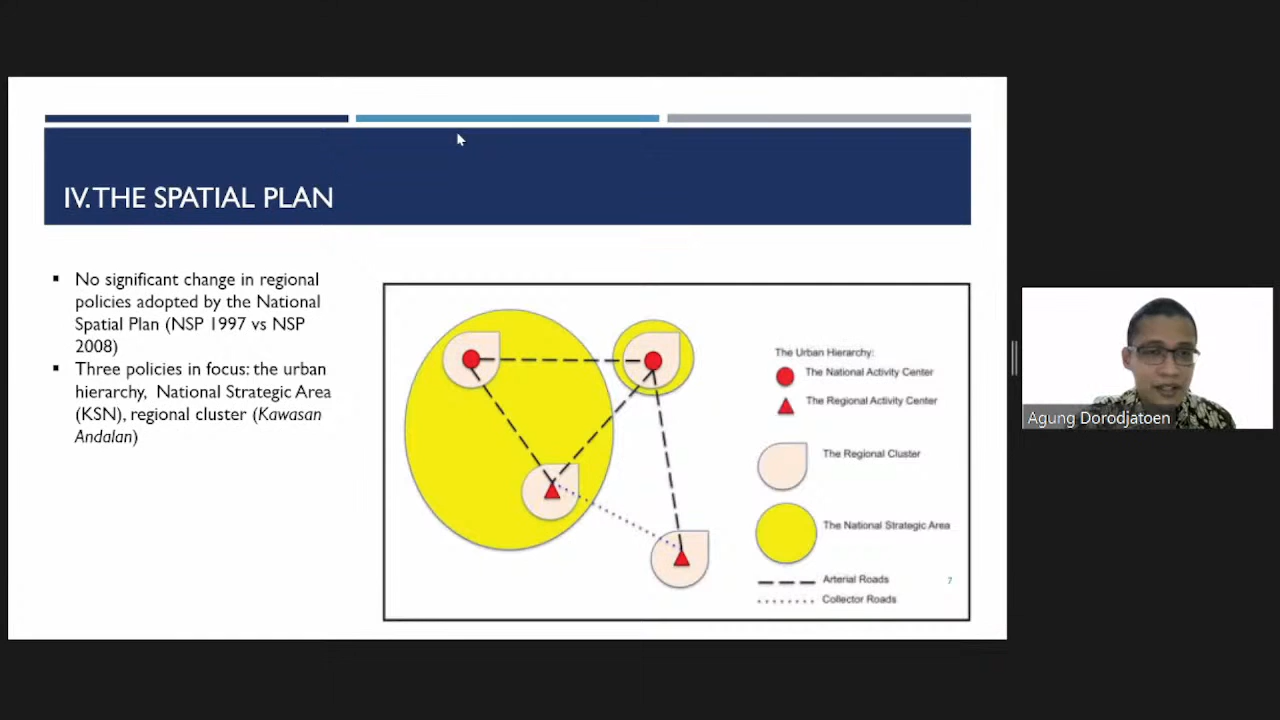 IV. THE SPATIAL PLAN
▪ No significant change in regional
policies adopted by the National
Spatial Plan (NSP 1997 vs NSP
2008)
▪ Three policies in focus: the urban
hierarchy, National Strategic Area
(KSN), regional cluster (Kawasan
Andalan)
The Urban Hierarchy:
The National Activity Center
The Regional Activity Center
The Regional Cluster
The National Strategic Area
Arterial Roads
Collector Roads
7
Agung Dorodjatoen